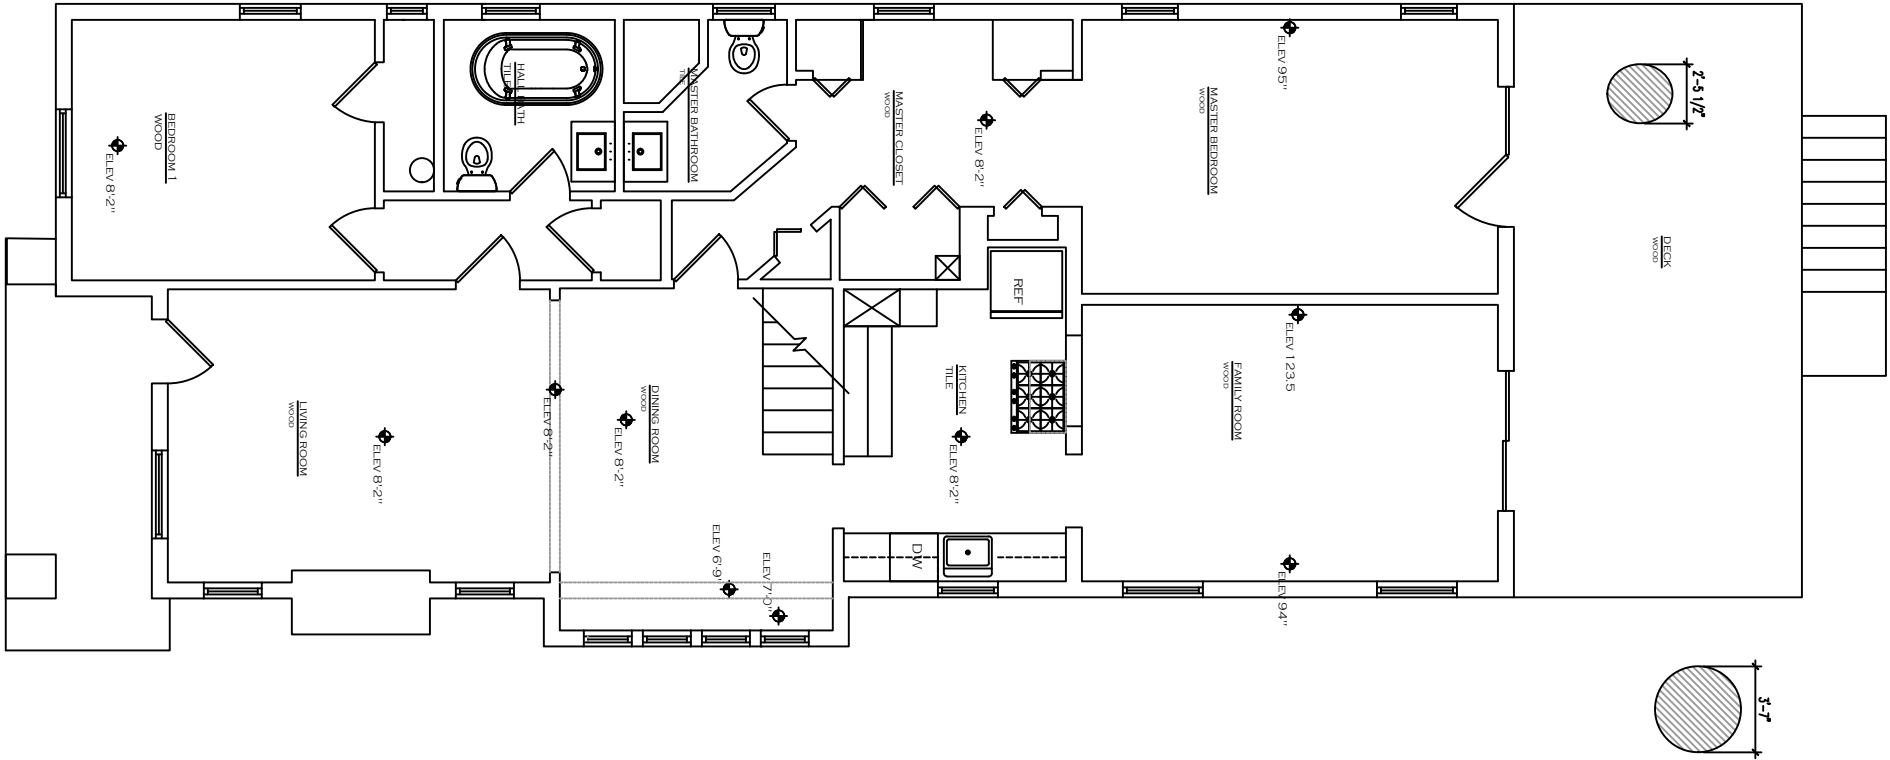 BEDROOM 1
WOOD
ELEV 8'-2"
HALL BATH
TILE
MASTER BATHROOM
TILE
MASTER CLOSET
WOOD
ELEV 8'-2"
MASTER BEDROOM
WOOD
ELEV 95"
2'-5 1/2"
DECK
WOOD
REF
LIVING ROOM
WOOD
ELEV 8'-2"
ELEV 8'-2"
DINING ROOM
WOOD
ELEV 8'-2"
ELEV 6'-9"
ELEV 7'-0"
KITCHEN
TILE
ELEV 8'-2"
DW
FAMILY ROOM
WOOD
ELEV 123.5
ELEV 94"
3'-7"